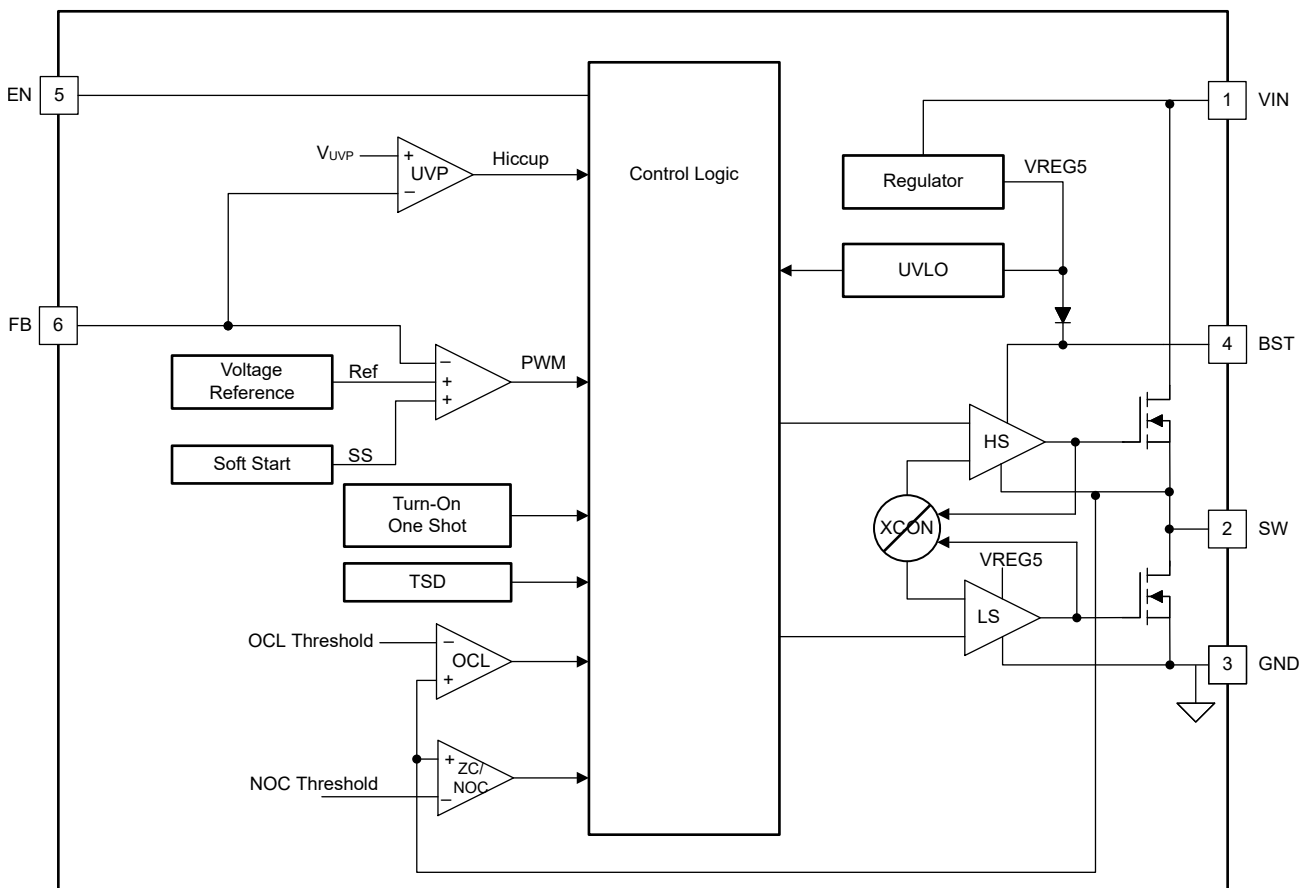 EN 5
1 VIN
VUVP + UVP −
Hiccup
Control Logic
Regulator
VREG5
UVLO
FB 6
4 BST
Voltage
Reference
Ref
−
+
+
PWM
Soft Start
SS
HS
Turn-On
One Shot
XCON
2 SW
TSD
VREG5
LS
OCL Threshold
−
OCL
+
3 GND
+
ZC/
NOC
NOC Threshold
−